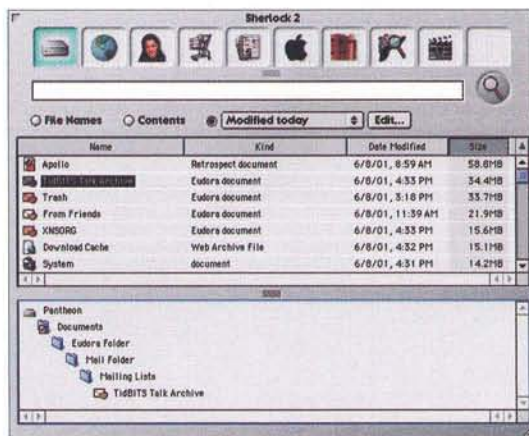 Sherlock 2
File Names Contents Modified today Edit...
Name Kind Date Modified Size
Apollo Retrospect document 6/8/01, 8:59 AM 58.8MB
TidBITS Talk Archive Eudora document 6/8/01, 4:33 PM 34.4MB
Trash Eudora document 6/8/01, 3:18 PM 33.7MB
From Friends Eudora document 6/8/01, 11:39 AM 21.9MB
XNSORG Eudora document 6/8/01, 4:33 PM 15.6MB
Download Cache Web Archive File 6/8/01, 4:32 PM 15.1MB
System document 6/8/01, 4:31 PM 14.2MB
Pantheon
Documents
Eudora Folder
Mail Folder
Mailing Lists
TidBITS Talk Archive